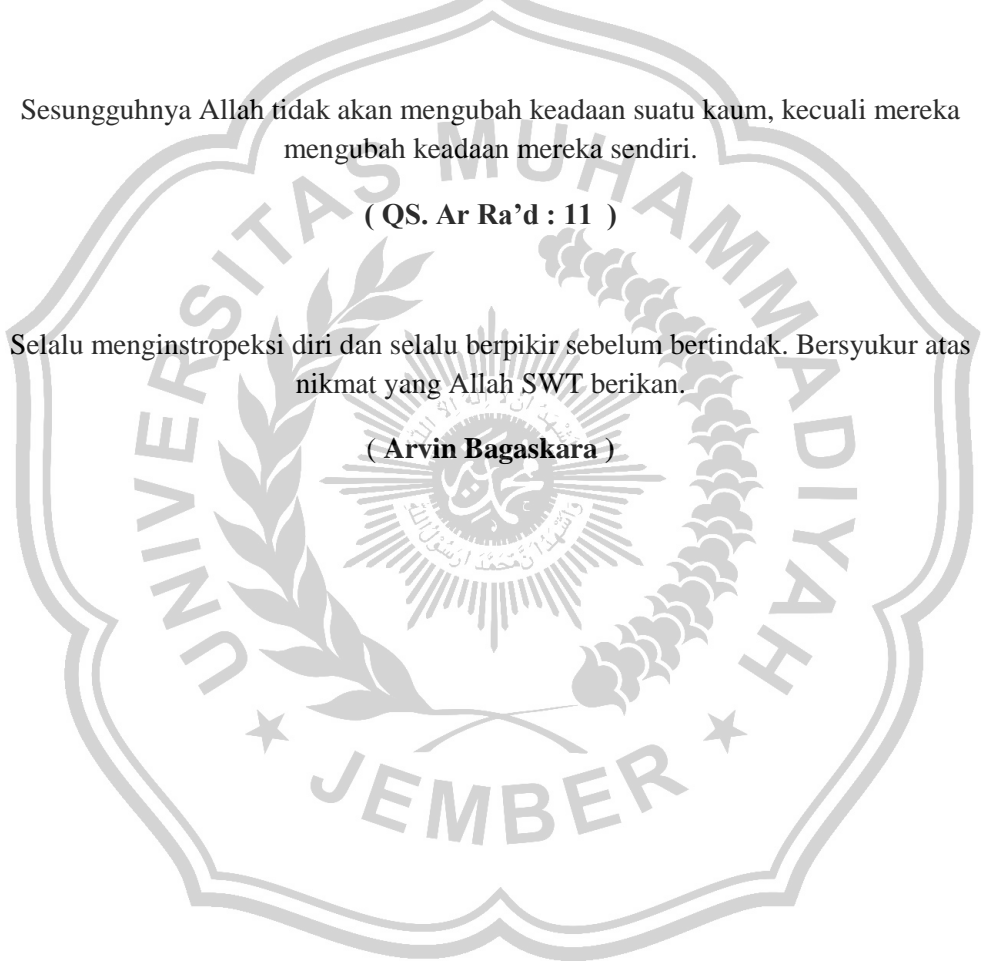 Sesungguhnya Allah tidak akan mengubah keadaan suatu kaum, kecuali mereka
mengubah keadaan mereka sendiri.
( QS. Ar Ra’d : 11 )
Selalu menginstropeksi diri dan selalu berpikir sebelum bertindak. Bersyukur atas
nikmat yang Allah SWT berikan.
( Arvin Bagaskara )
UNIVERSITAS MUHAMMADIYAH
JEMBER